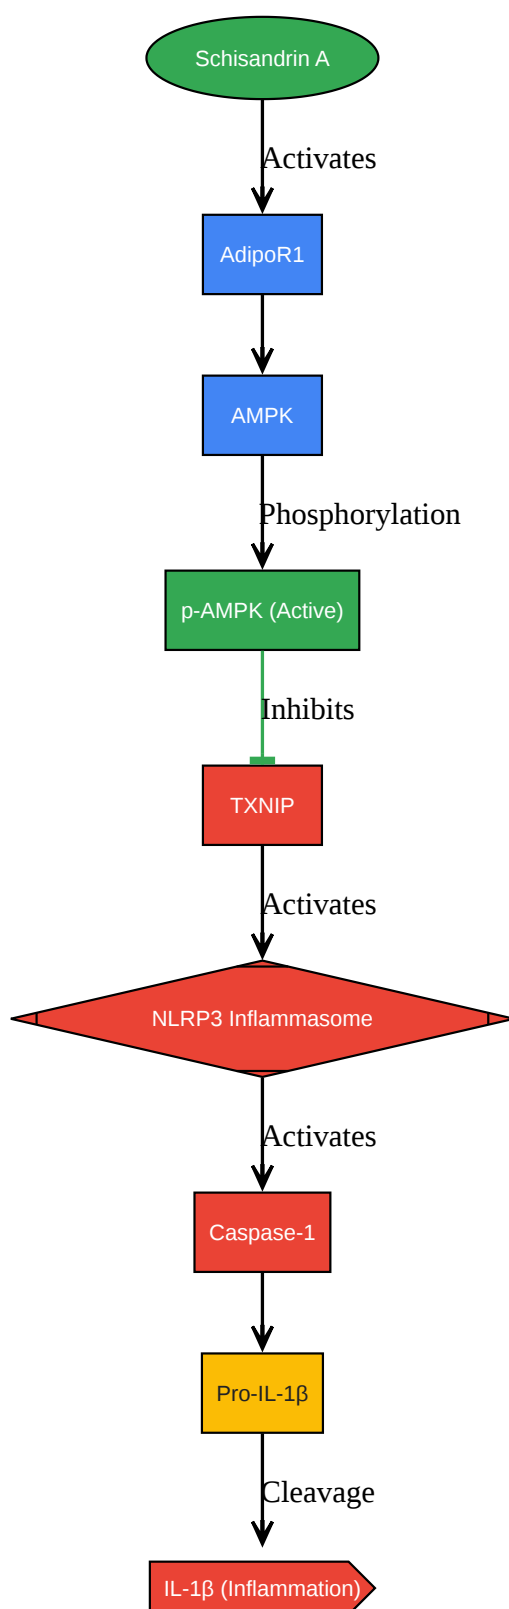 Schisandrin A
Activates
AdipoR1
AMPK
Phosphorylation
p-AMPK (Active)
Inhibits
TXNIP
Activates
NLRP3 Inflammasome
Activates
Caspase-1
Pro-IL-1β
Cleavage
IL-1β (Inflammation)